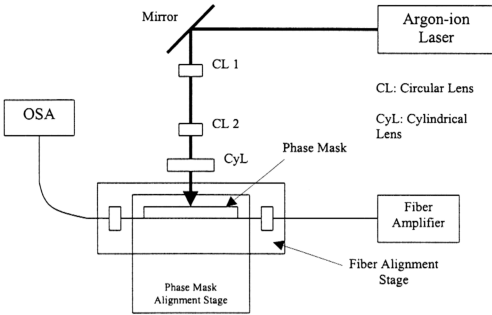 Mirror
Argon-ion
Laser
CL 1
CL: Circular Lens
OSA
CL 2
CyL: Cylindrical
Lens
CyL
Phase Mask
Fiber
Amplifier
Fiber Alignment
Stage
Phase Mask
Alignment Stage